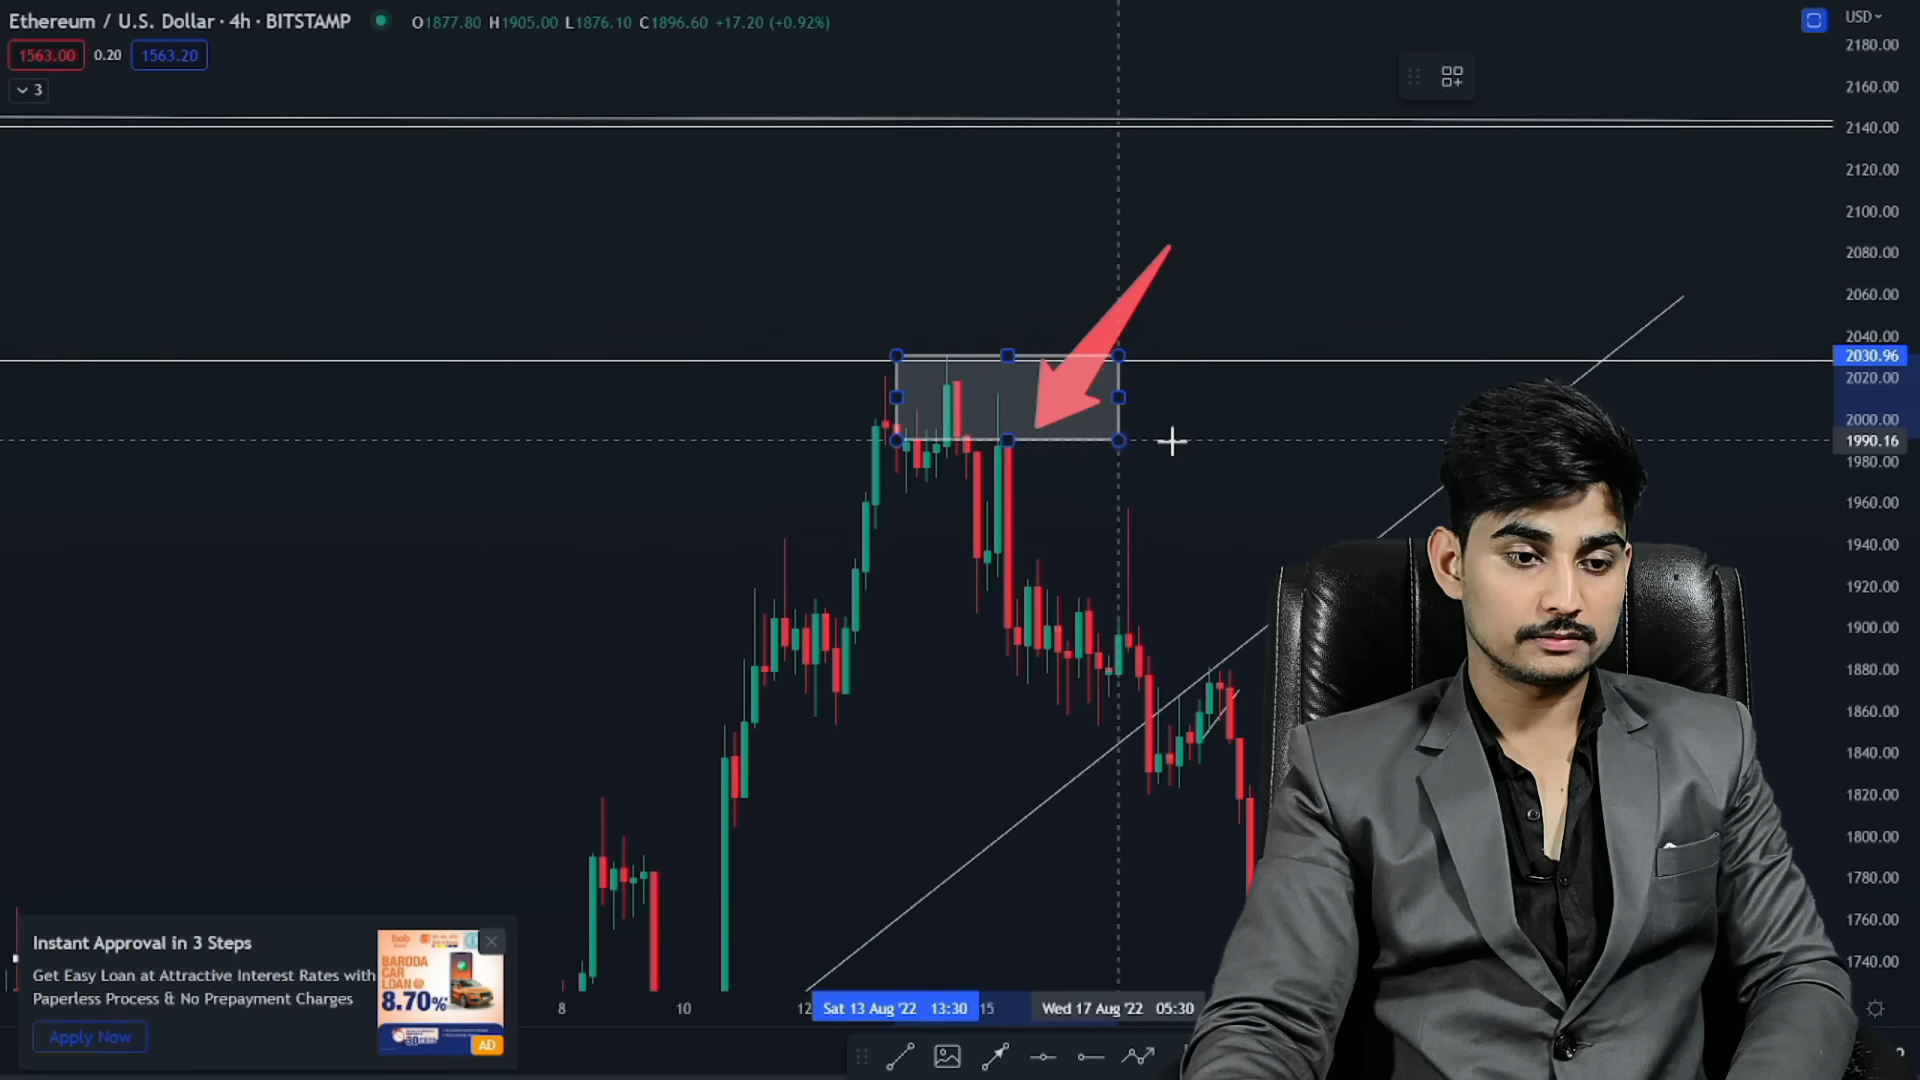 Ethereum / U.S. Dollar · 4h · BITSTAMP O1877.80 H1905.00 L1876.10 C1896.60 +17.20 (+0.92%)
1563.00 0.20 1563.20
3
USD
2180.00
2160.00
2140.00
2120.00
2100.00
2080.00
2060.00
2040.00
2030.96
2020.00
2000.00
1990.16
1980.00
1960.00
1940.00
1920.00
1900.00
1880.00
1860.00
1840.00
1820.00
1800.00
1780.00
1760.00
1740.00
Instant Approval in 3 Steps
Get Easy Loan at Attractive Interest Rates with
Paperless Process & No Prepayment Charges
Apply Now
bob
BARODA
CAR
LOAN @
8.70%*
30
AD
8 10 12 Sat 13 Aug '22 13:30 15 Wed 17 Aug '22 05:30